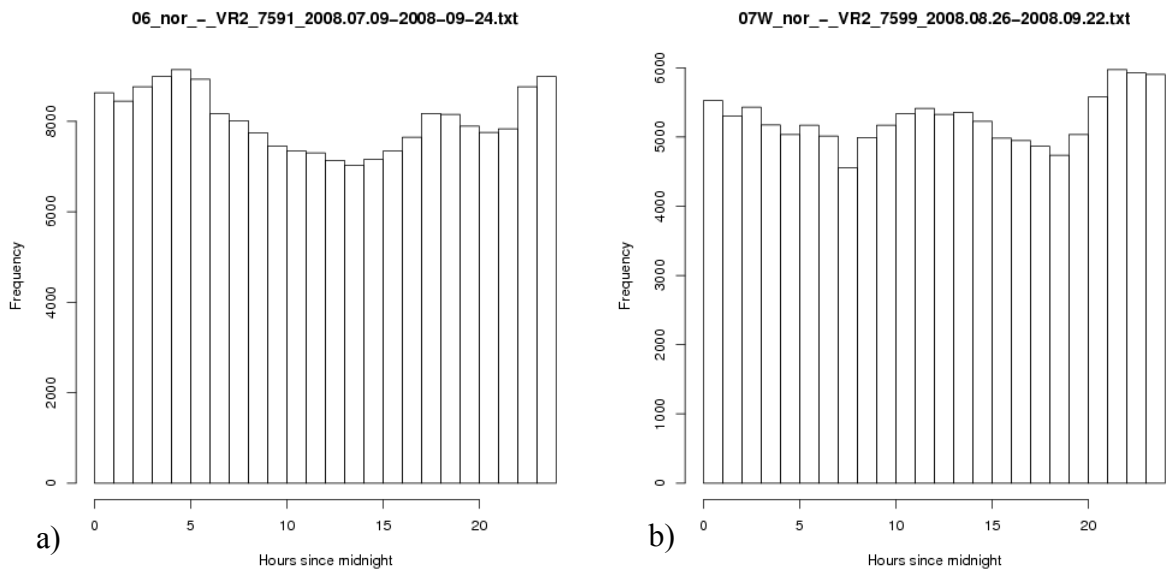 06_nor_-_VR2_7591_2008.07.09-2008-09-24.txt
Frequency
0 2000 4000 6000 8000
0 5 10 15 20
Hours since midnight
a)
07W_nor_-_VR2_7599_2008.08.26-2008.09.22.txt
Frequency
0 1000 2000 3000 4000 5000 6000
0 5 10 15 20
Hours since midnight
b)